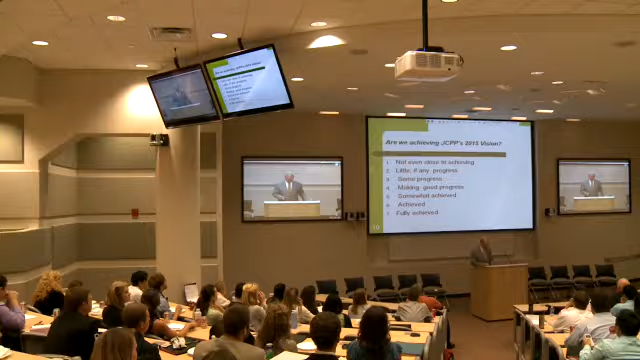 Are we achieving JCPP's 2015 Vision?
1. Not even close to achieving
2. Little, if any progress
3. Some progress
4. Making good progress
5. Somewhat achieved
6. Achieved
7. Fully achieved